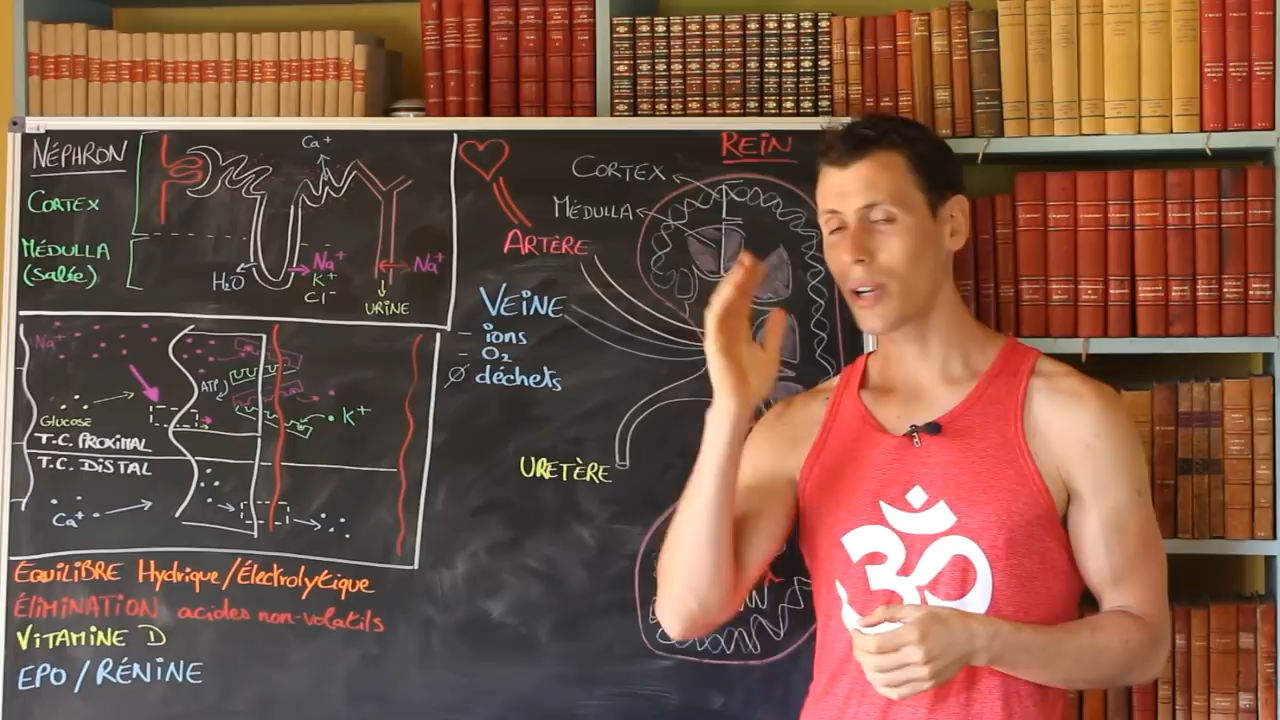 NÉPHRON
CORTEX
MÉDULLA
(Salée)
Ca+
H2O
Na+
K+
Cl-
Na+
URINE
Na+
ATP
K+
GLUCOSE
T.C. PROXIMAL
T.C. DISTAL
Ca+
EQUILIBRE Hydrique/Électrolytique
ÉLIMINATION acides non-volatils
VITAMINE D
EPO / RÉNINE
REIN
CORTEX
MÉDULLA
ARTÈRE
VEINE
- ions
- O2
Ø déchets
URETÈRE
ॐ